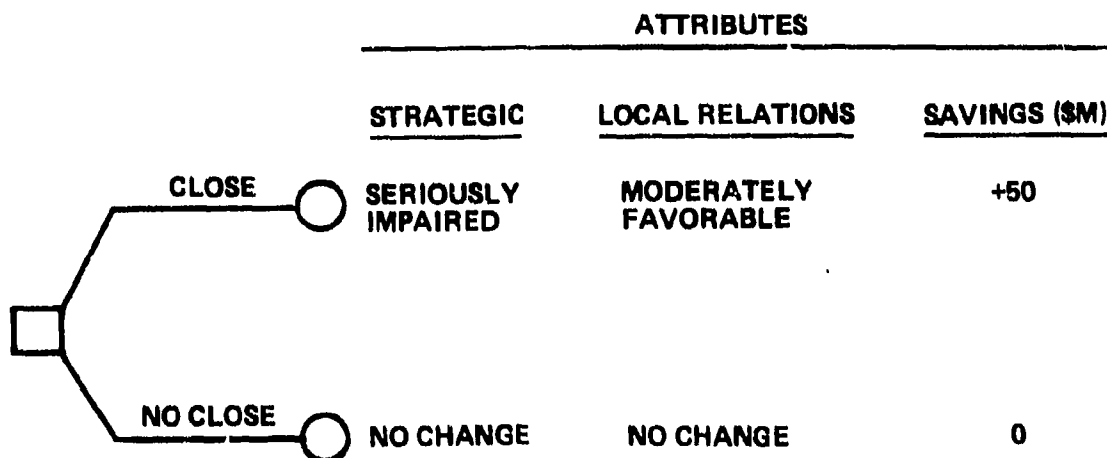 ATTRIBUTES
STRATEGIC LOCAL RELATIONS SAVINGS ($M)
CLOSE SERIOUSLY IMPAIRED MODERATELY FAVORABLE +50
NO CLOSE NO CHANGE NO CHANGE 0